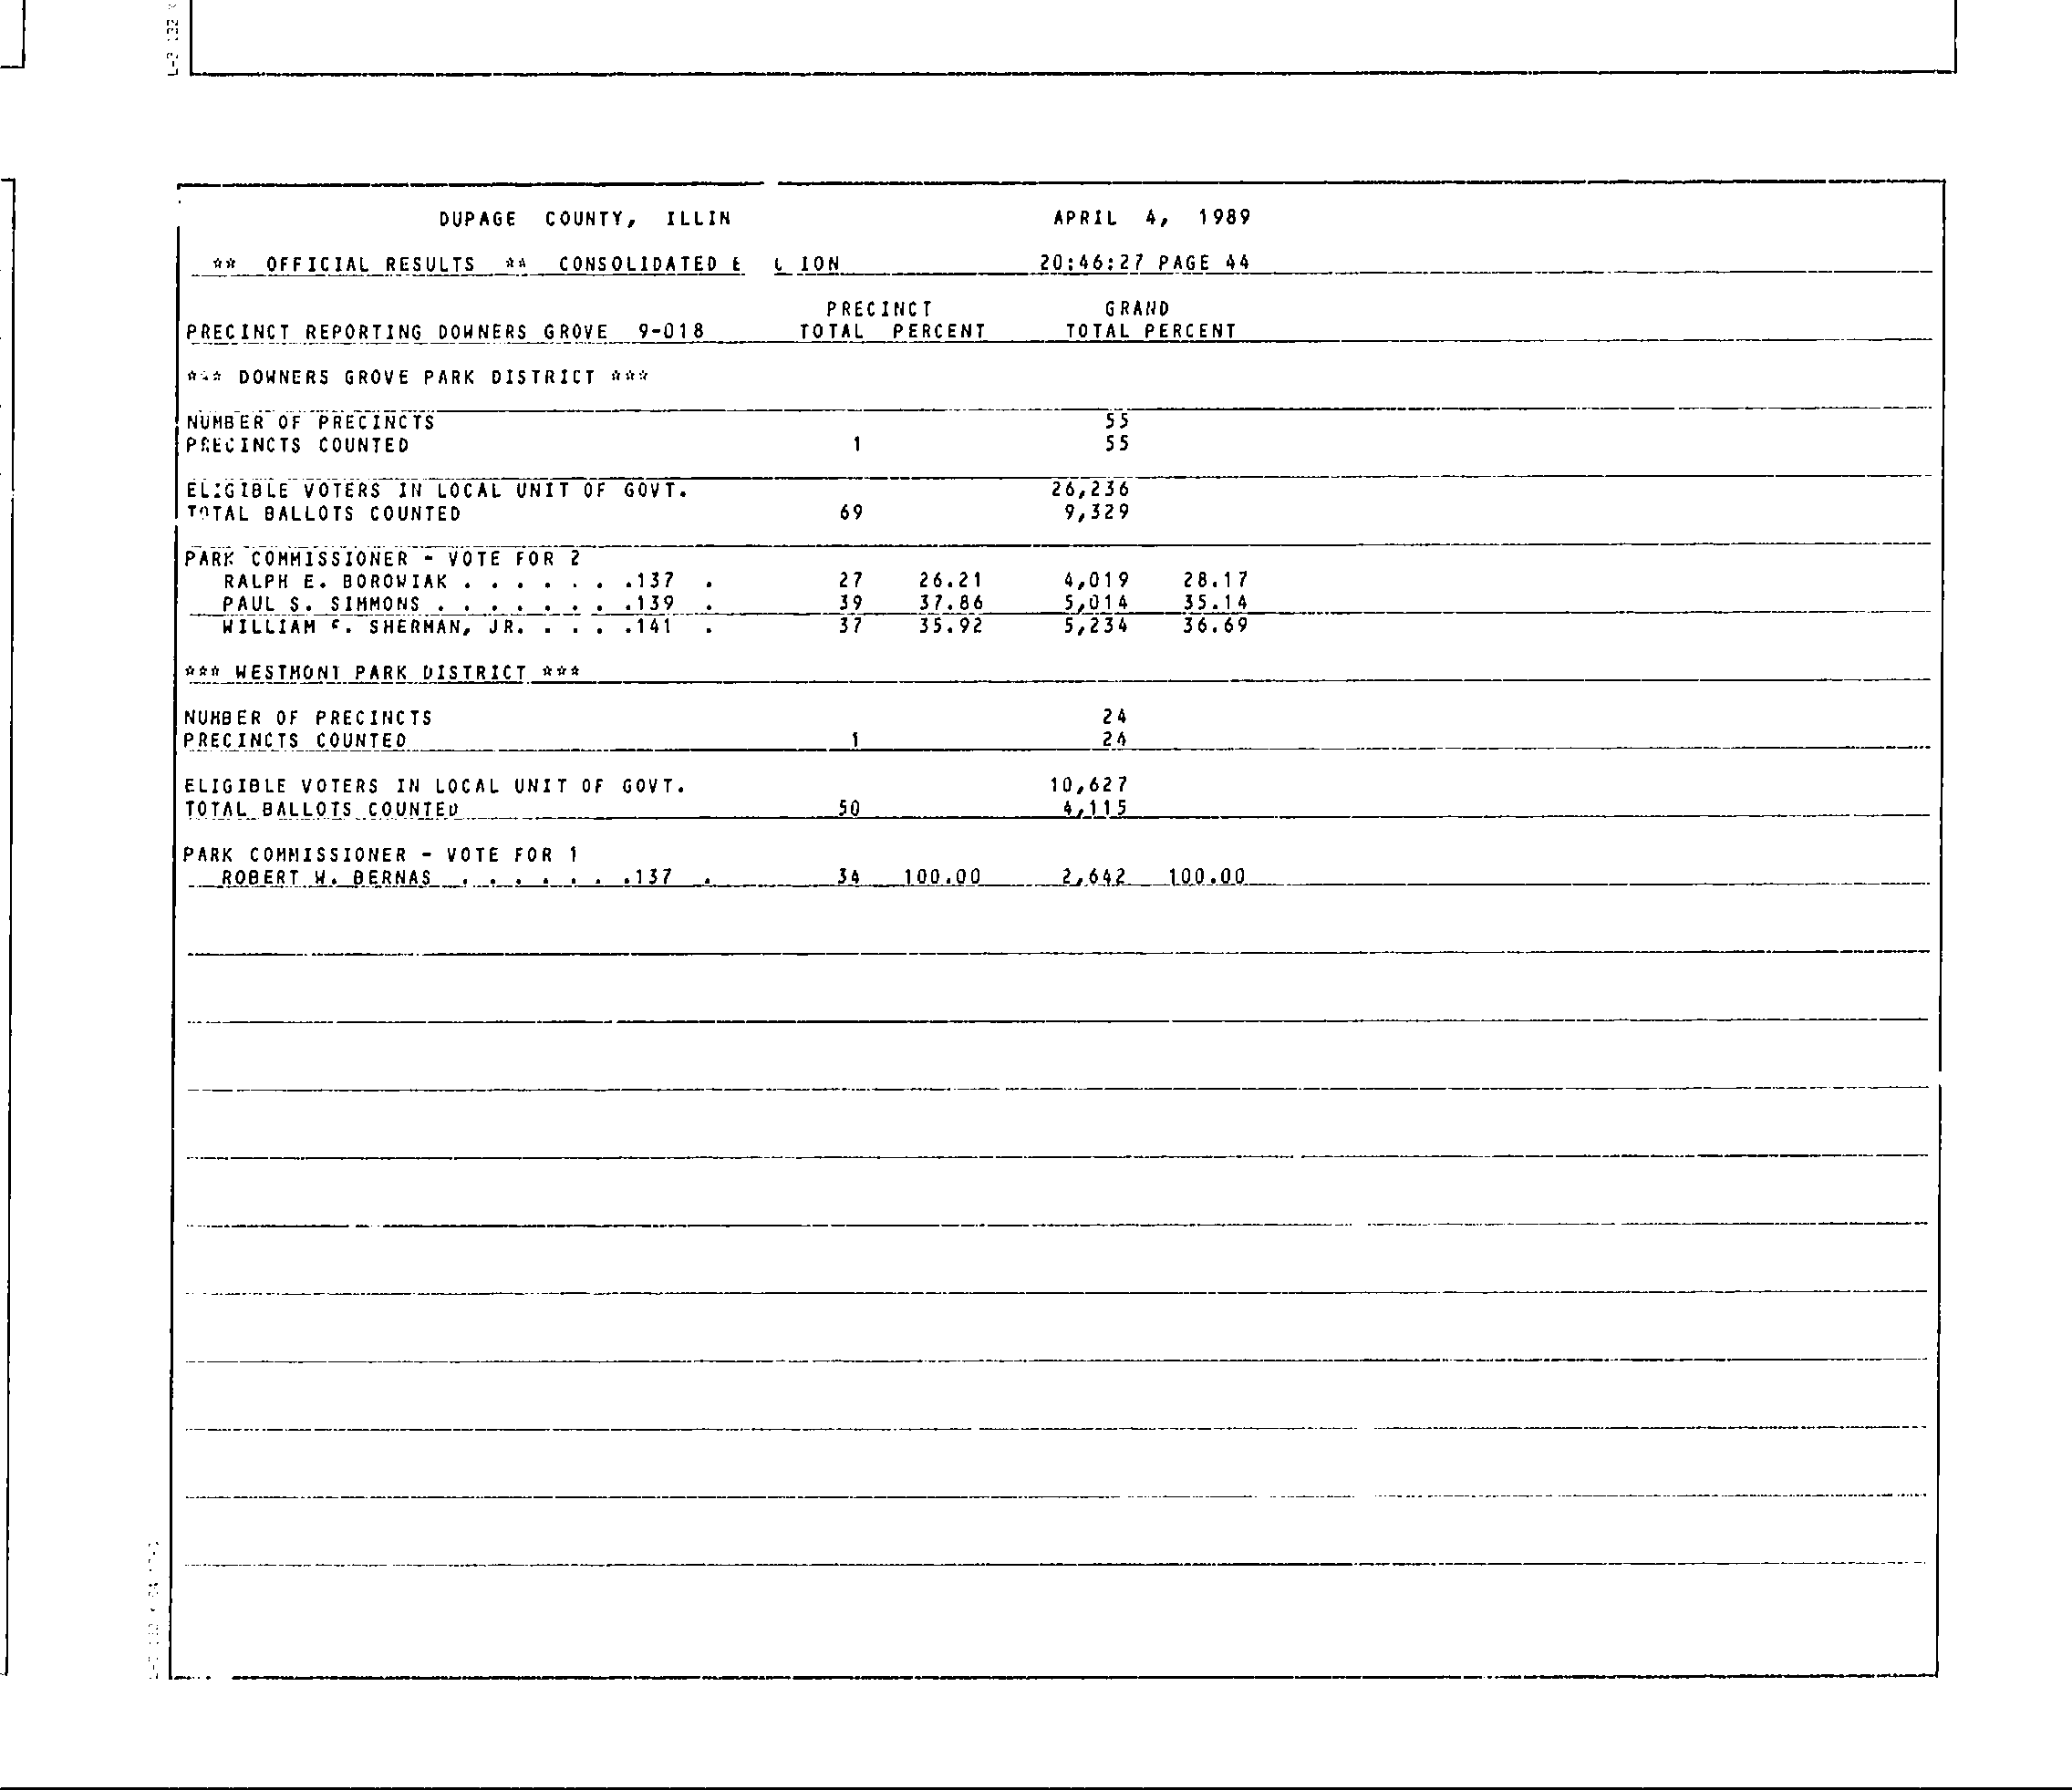 DUPAGE COUNTY, ILLIN APRIL 4, 1989
** OFFICIAL RESULTS ** CONSOLIDATED E ION 20:46:27 PAGE 44
PRECINCT GRAND
PRECINCT REPORTING DOWNERS GROVE 9-018 TOTAL PERCENT TOTAL PERCENT
*** DOWNERS GROVE PARK DISTRICT ***
NUMBER OF PRECINCTS 55
PRECINCTS COUNTED 1 55
ELIGIBLE VOTERS IN LOCAL UNIT OF GOVT. 26,236
TOTAL BALLOTS COUNTED 69 9,329
PARK COMMISSIONER - VOTE FOR 2
RALPH E. BOROWIAK . . . . . . .137 . 27 26.21 4,019 28.17
PAUL S. SIMMONS . . . . . . . .139 . 39 37.86 5,014 35.14
WILLIAM SHERMAN, JR. . . . .141 . 37 35.92 5,234 36.69
*** WESTMONT PARK DISTRICT ***
NUMBER OF PRECINCTS 24
PRECINCTS COUNTED 1 24
ELIGIBLE VOTERS IN LOCAL UNIT OF GOVT. 10,627
TOTAL BALLOTS COUNTED 50 4,115
PARK COMMISSIONER - VOTE FOR 1
ROBERT W. BERNAS . . . . . . .137 . 34 100.00 2,642 100.00